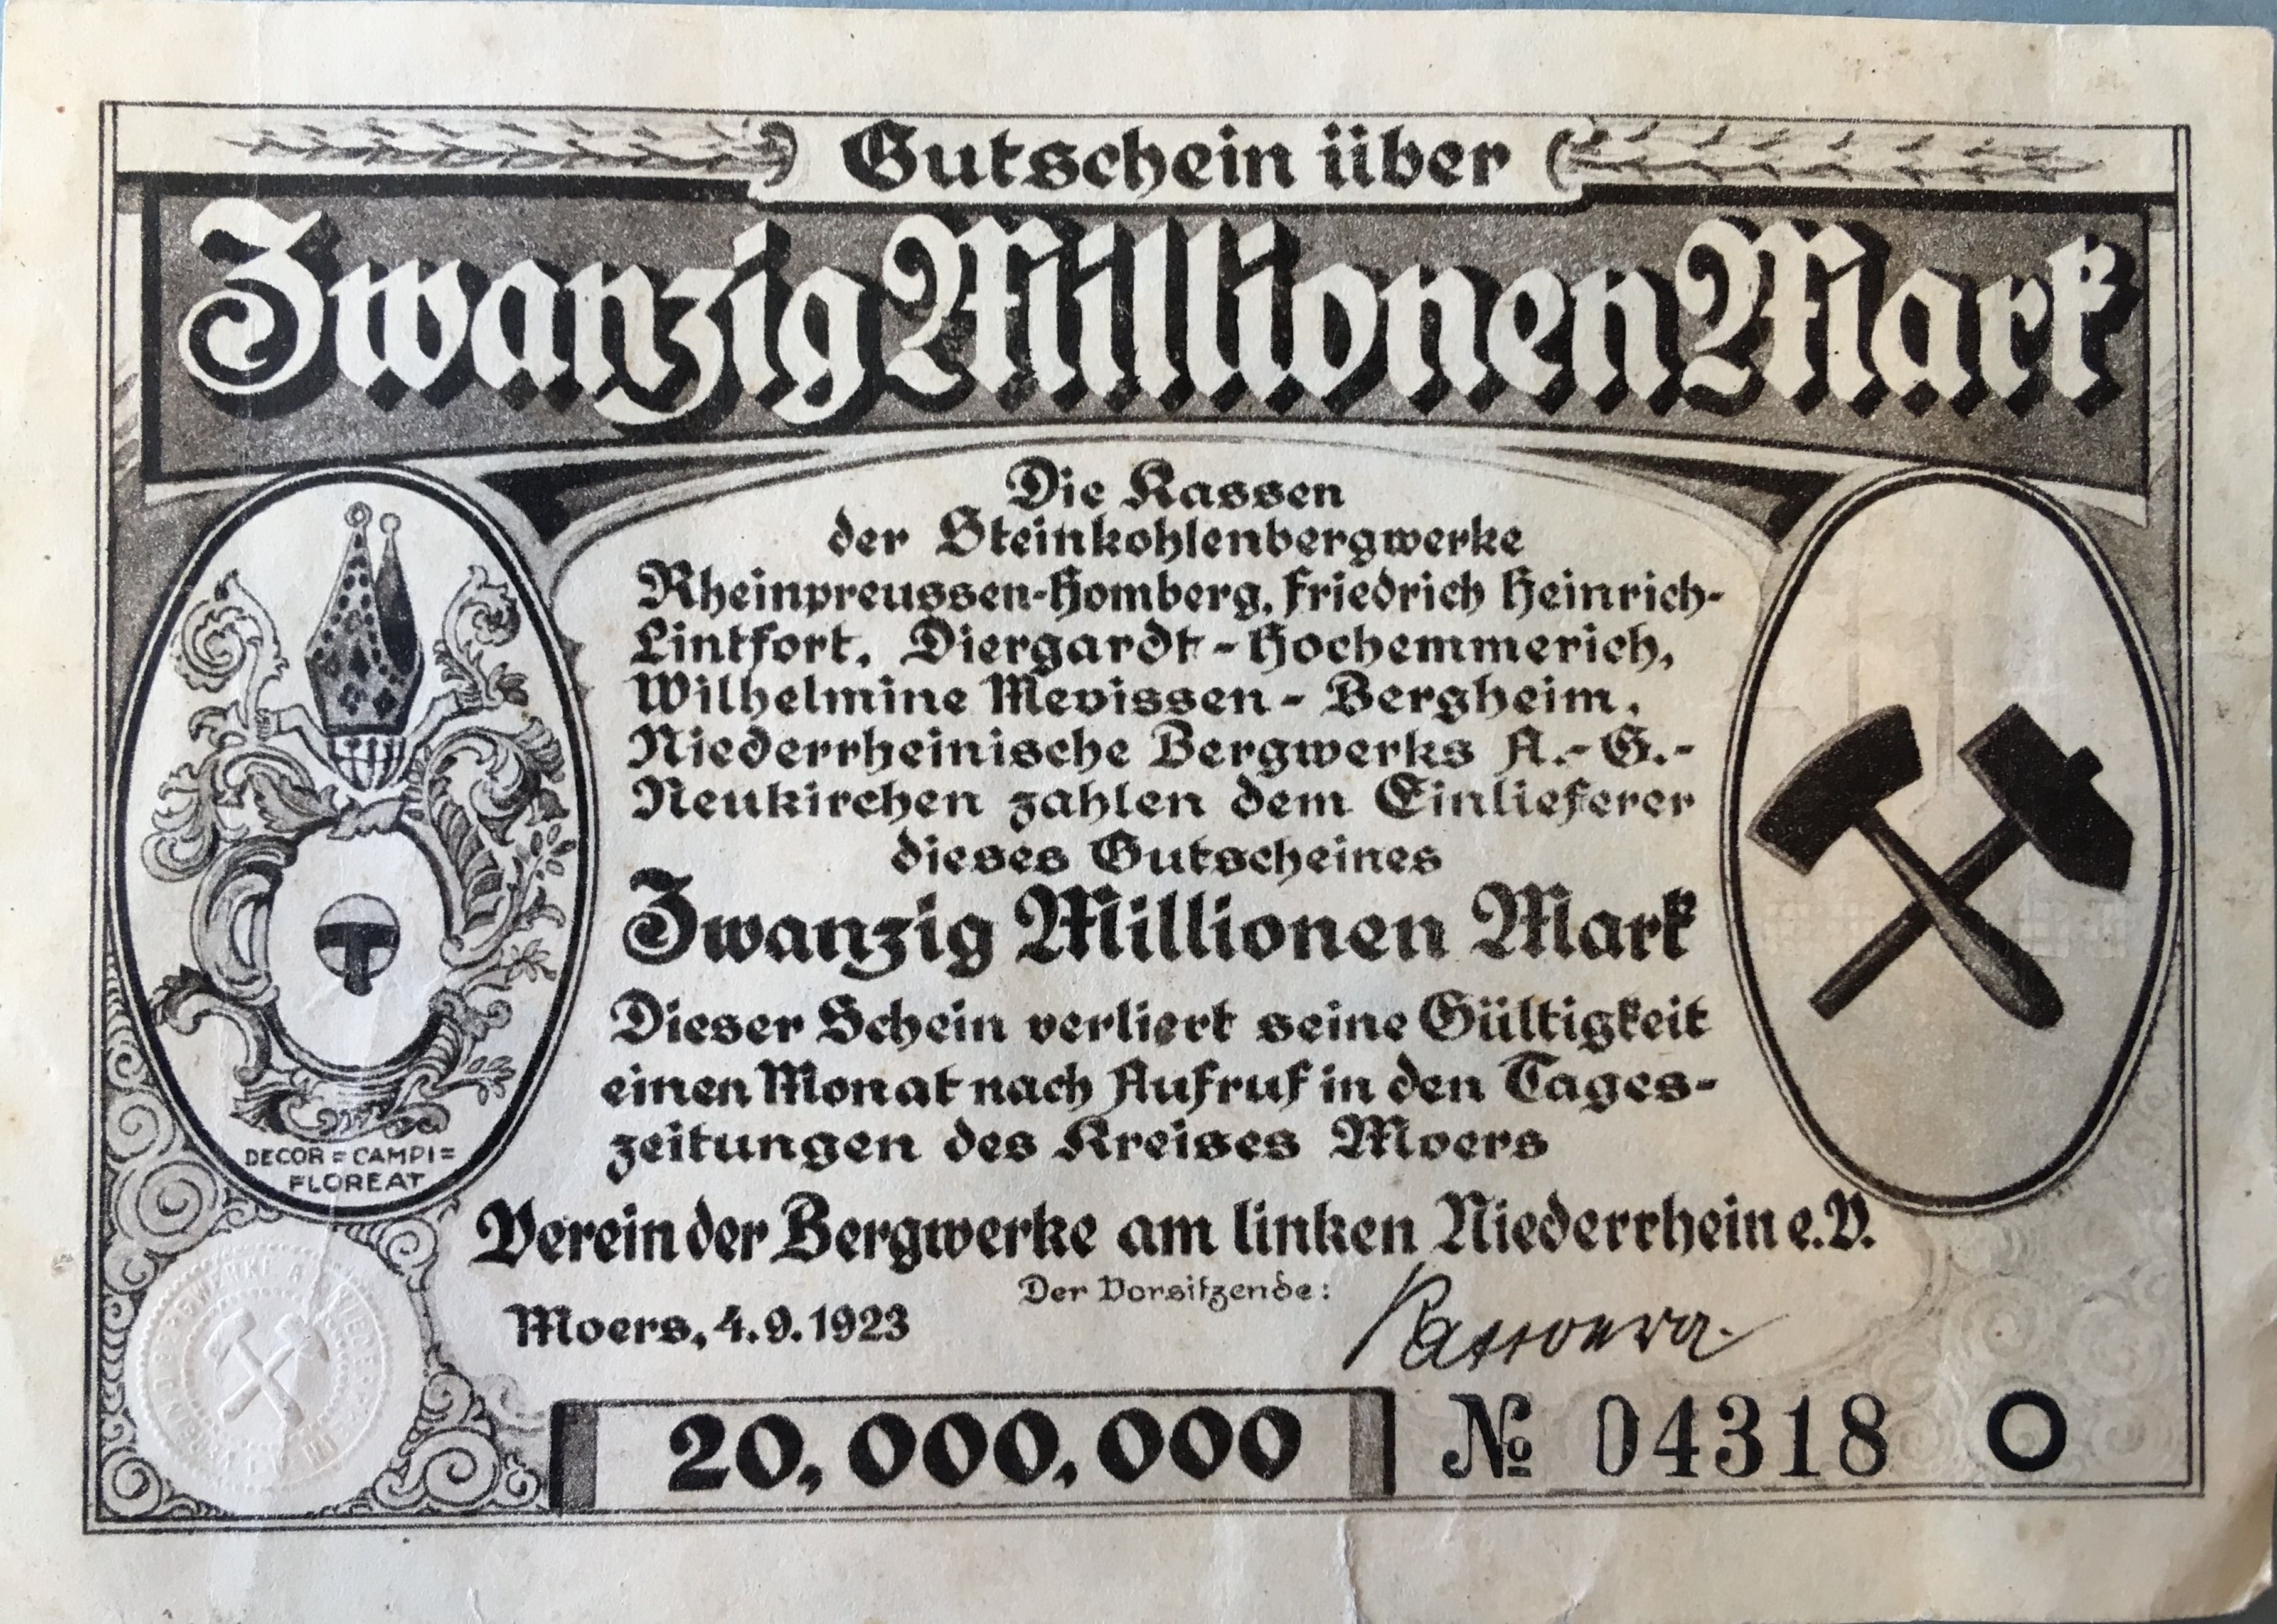 Gutschein über
Zwanzig Millionen Mark
Die Kassen
der Steinkohlenbergwerke
Rheinpreussen-Homberg, Friedrich Heinrich-
Lintfort, Diergardt-Hochemmerich,
Wilhelmine Mevissen-Bergheim,
Niederrheinische Bergwerks A.-G.-
Neukirchen zahlen dem Einlieferer
dieses Gutscheines
Zwanzig Millionen Mark
Dieser Schein verliert seine Gültigkeit
einen Monat nach Aufruf in den Tages-
zeitungen des Kreises Moers
DECOR=CAMPI=
FLOREAT
Verein der Bergwerke am linken Niederrhein e.V.
Der Vorsitzende:
Moers, 4.9.1923
20,000,000
№ 04318 O